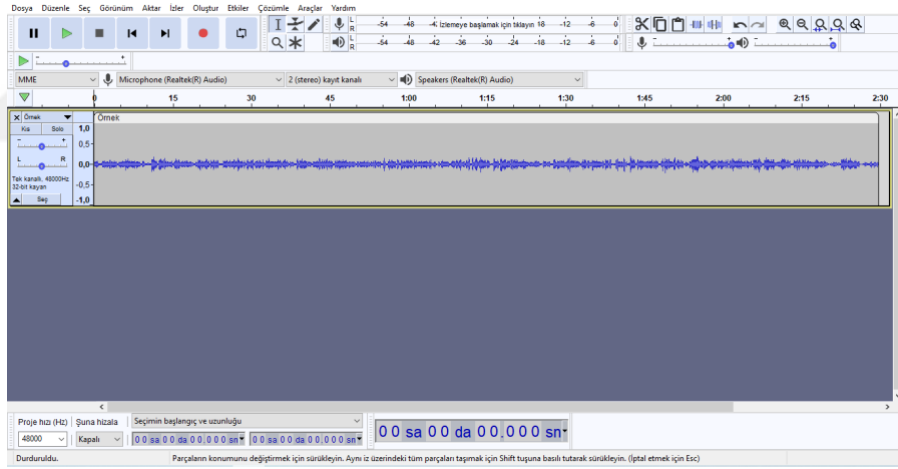 Dosya Düzenle Seç Görünüm Aktar İzler Oluştur Etkiler Çözümle Araçlar Yardım
L -54 -48 -4 İzlemeye başlamak için tıklayın 18 -12 -6 0
R
L -54 -48 -42 -36 -30 -24 -18 -12 -6 0
R
MME Microphone (Realtek(R) Audio) 2 (stereo) kayıt kanalı Speakers (Realtek(R) Audio)
0 15 30 45 1:00 1:15 1:30 1:45 2:00 2:15 2:30
X Örnek 1,0 Örnek
Kıs Solo
- + 0,5
L R 0,0
Tek kanallı, 48000Hz
32-bit kayan -0,5
Seç -1,0
Proje hızı (Hz) Şuna hizala Seçimin başlangıç ve uzunluğu
48000 Kapalı 0 0 sa 0 0 da 0 0.0 0 0 sn 0 0 sa 0 0 da 0 0.0 0 0 sn 0 0 sa 0 0 da 0 0.0 0 0 sn
Durduruldu. Parçaların konumunu değiştirmek için sürükleyin. Aynı iz üzerindeki tüm parçaları taşımak için Shift tuşuna basılı tutarak sürükleyin. (İptal etmek için Esc)